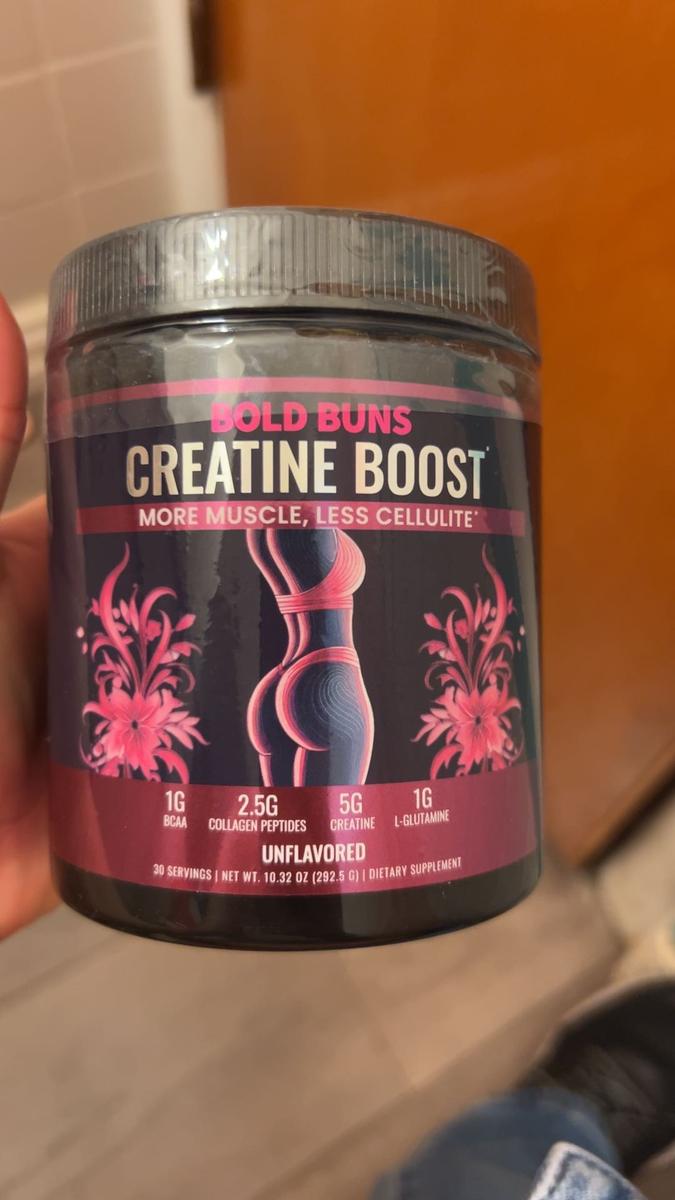 BOLD BUNS
CREATINE BOOST*
MORE MUSCLE, LESS CELLULITE*
1G 2.5G 5G 1G
BCAA COLLAGEN PEPTIDES CREATINE L-GLUTAMINE
UNFLAVORED
30 SERVINGS | NET WT. 10.32 OZ (292.5 G) | DIETARY SUPPLEMENT